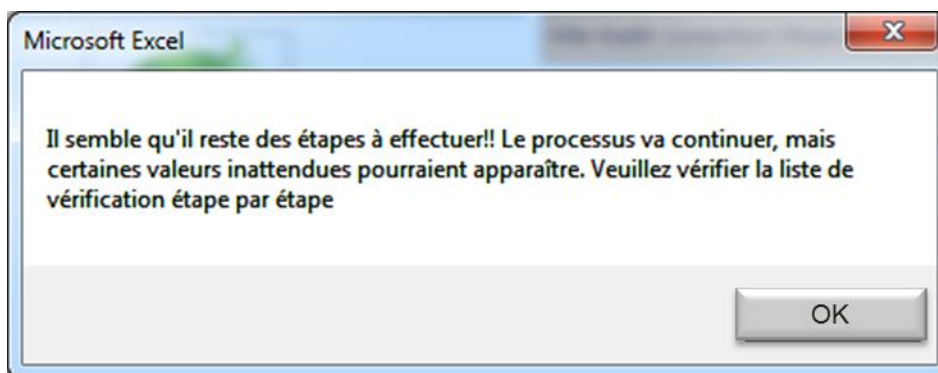 Microsoft Excel
Il semble qu'il reste des étapes à effectuer!! Le processus va continuer, mais
certaines valeurs inattendues pourraient apparaître. Veuillez vérifier la liste de
vérification étape par étape
OK